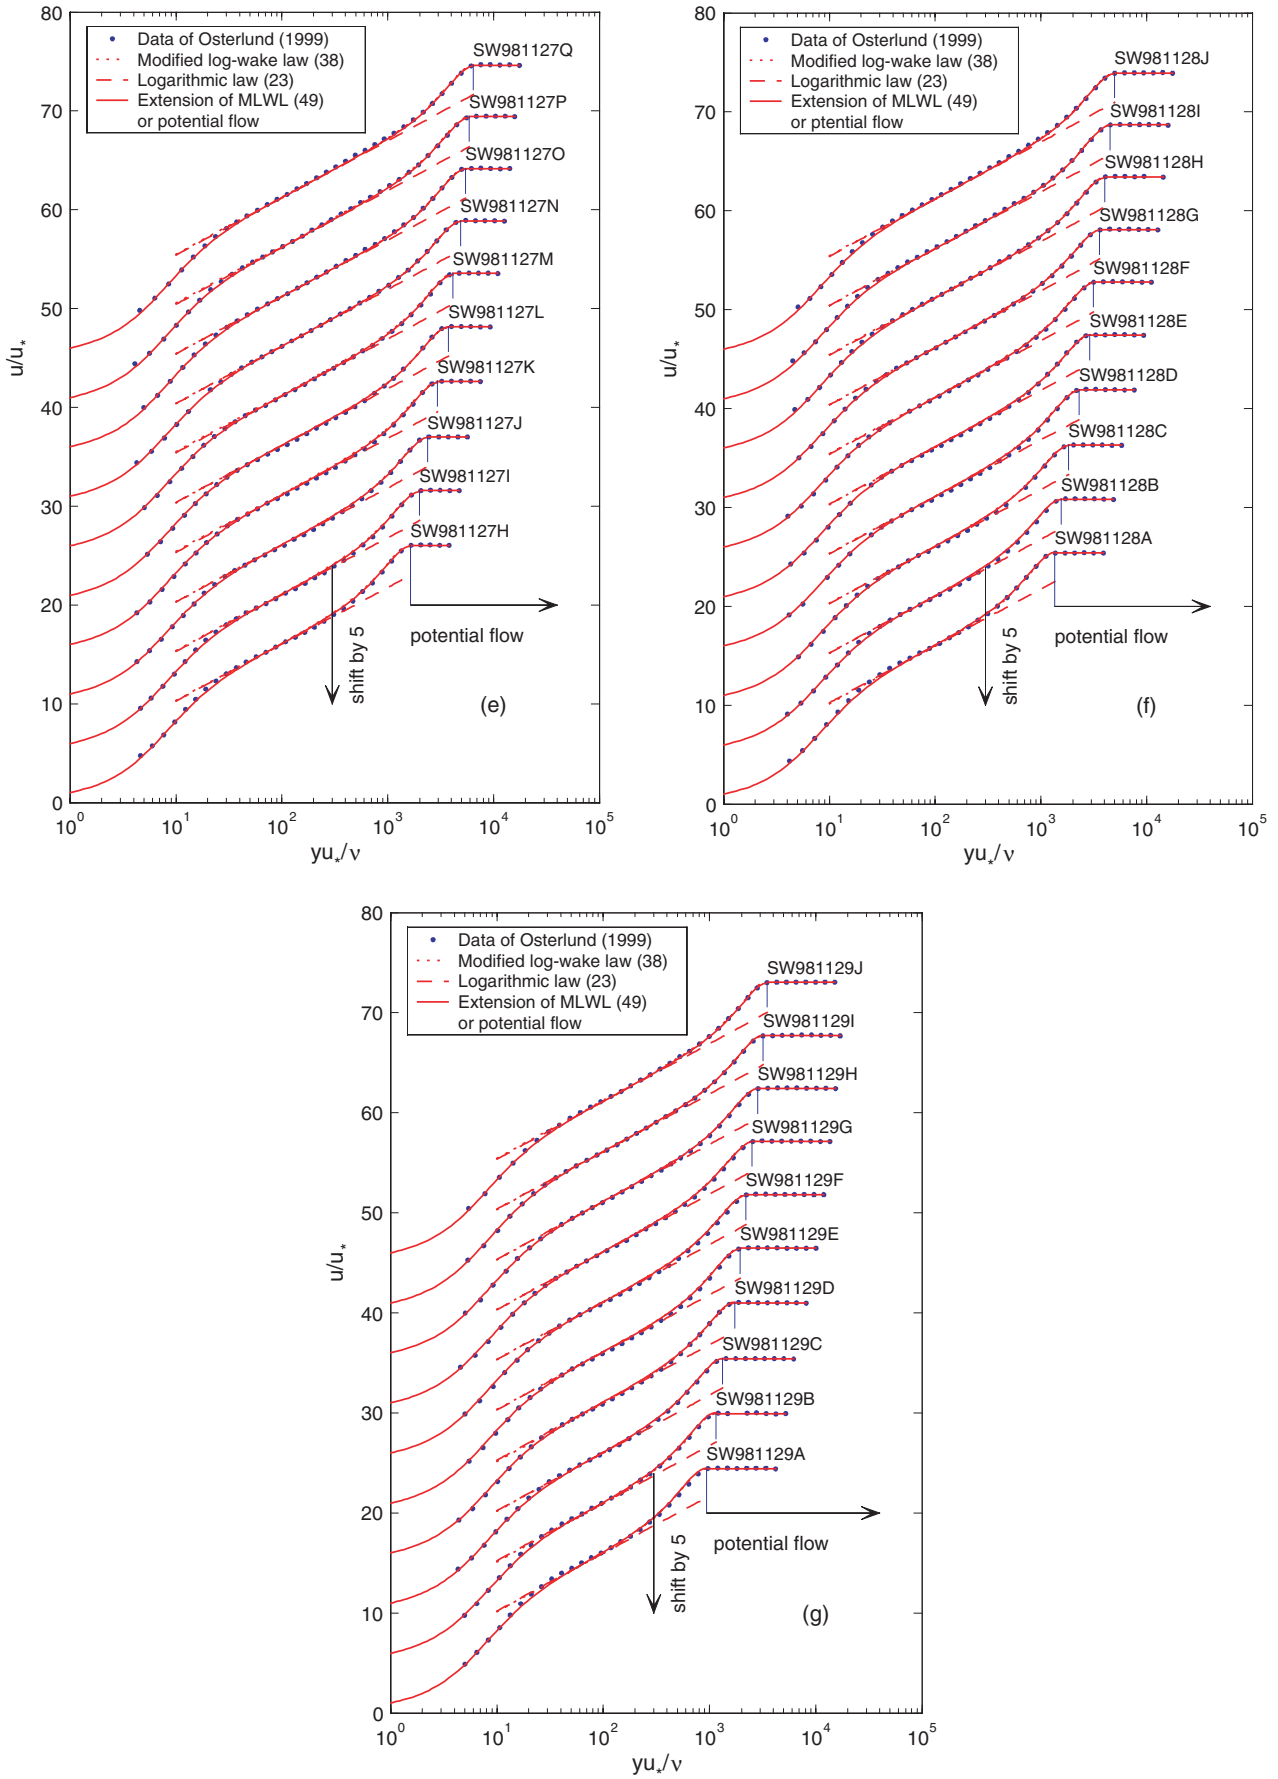 80
70
60
50
40
30
20
10
0
u/u*
Data of Osterlund (1999)
Modified log-wake law (38)
Logarithmic law (23)
Extension of MLWL (49)
or potential flow
SW981127Q
SW981127P
SW981127O
SW981127N
SW981127M
SW981127L
SW981127K
SW981127J
SW981127I
SW981127H
potential flow
shift by 5
(e)
10^0 10^1 10^2 10^3 10^4 10^5
yu*/ν
80
70
60
50
40
30
20
10
0
u/u*
Data of Osterlund (1999)
Modified log-wake law (38)
Logarithmic law (23)
Extension of MLWL (49)
or ptential flow
SW981128J
SW981128I
SW981128H
SW981128G
SW981128F
SW981128E
SW981128D
SW981128C
SW981128B
SW981128A
potential flow
shift by 5
(f)
10^0 10^1 10^2 10^3 10^4 10^5
yu*/ν
80
70
60
50
40
30
20
10
0
u/u*
Data of Osterlund (1999)
Modified log-wake law (38)
Logarithmic law (23)
Extension of MLWL (49)
or potential flow
SW981129J
SW981129I
SW981129H
SW981129G
SW981129F
SW981129E
SW981129D
SW981129C
SW981129B
SW981129A
potential flow
shift by 5
(g)
10^0 10^1 10^2 10^3 10^4 10^5
yu*/ν